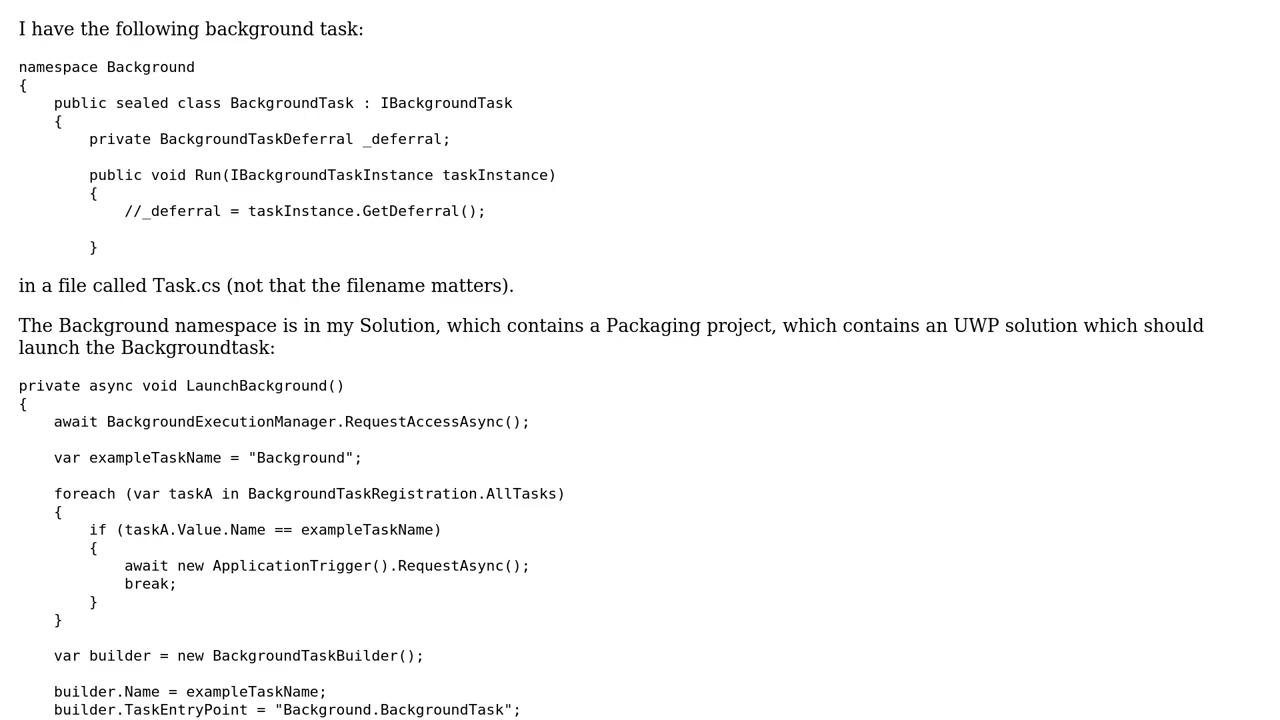 I have the following background task:
namespace Background
{
    public sealed class BackgroundTask : IBackgroundTask
    {
        private BackgroundTaskDeferral _deferral;
        public void Run(IBackgroundTaskInstance taskInstance)
        {
            //_deferral = taskInstance.GetDeferral();
        }
in a file called Task.cs (not that the filename matters).
The Background namespace is in my Solution, which contains a Packaging project, which contains an UWP solution which should
launch the Backgroundtask:
private async void LaunchBackground()
{
    await BackgroundExecutionManager.RequestAccessAsync();
    var exampleTaskName = "Background";
    foreach (var taskA in BackgroundTaskRegistration.AllTasks)
    {
        if (taskA.Value.Name == exampleTaskName)
        {
            await new ApplicationTrigger().RequestAsync();
            break;
        }
    }
    var builder = new BackgroundTaskBuilder();
    builder.Name = exampleTaskName;
    builder.TaskEntryPoint = "Background.BackgroundTask";